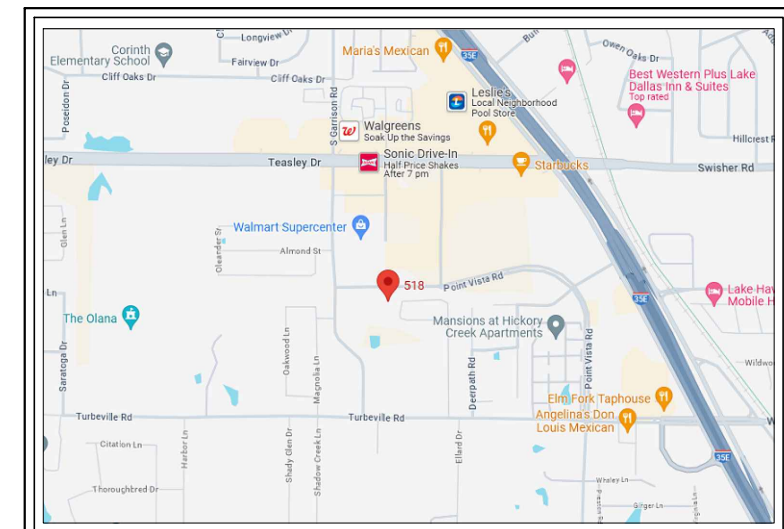 Longview
Corinth
Elementary School
Fairview Dr
Cliff Oaks Dr
Cliff Oaks Dr
Poseidon Dr
S Garrison Rd
Maria's Mexican
35E
Owen Oaks Dr
Best Western Plus Lake
Dallas Inn & Suites
Top rated
Leslie's
Local Neighborhood
Pool Store
Walgreens
Soak Up the Savings
Hillcrest
Sonic Drive-In
Half Price Shakes
After 7 pm
ley Dr
Teasley Dr
Starbucks
Swisher Rd
Walmart Supercenter
Glen Ln
Oleander St
Almond St
518
Point Vista Rd
35E
Lake Hav
Mobile H
Ln
The Olana
Mansions at Hickory
Creek Apartments
Saratoga Dr
Oakwood Ln
Magnolia Ln
Deerpath Rd
Point Vista Rd
Wildwo
Elm Fork Taphouse
Angelina's Don
Louis Mexican
Turbeville Rd
Turbeville Rd
W
Citation Ln
Harbor Ln
Shady Glen Dr
Shadow Creek Ln
Ellard Dr
35E
Thoroughbred Dr
Whaley Ln
Ginger Ln